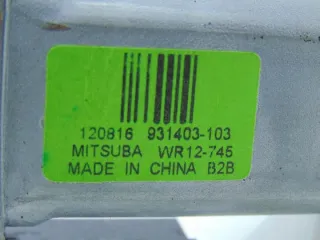 120816 931403-103
MITSUBA WR12-745
MADE IN CHINA B2B